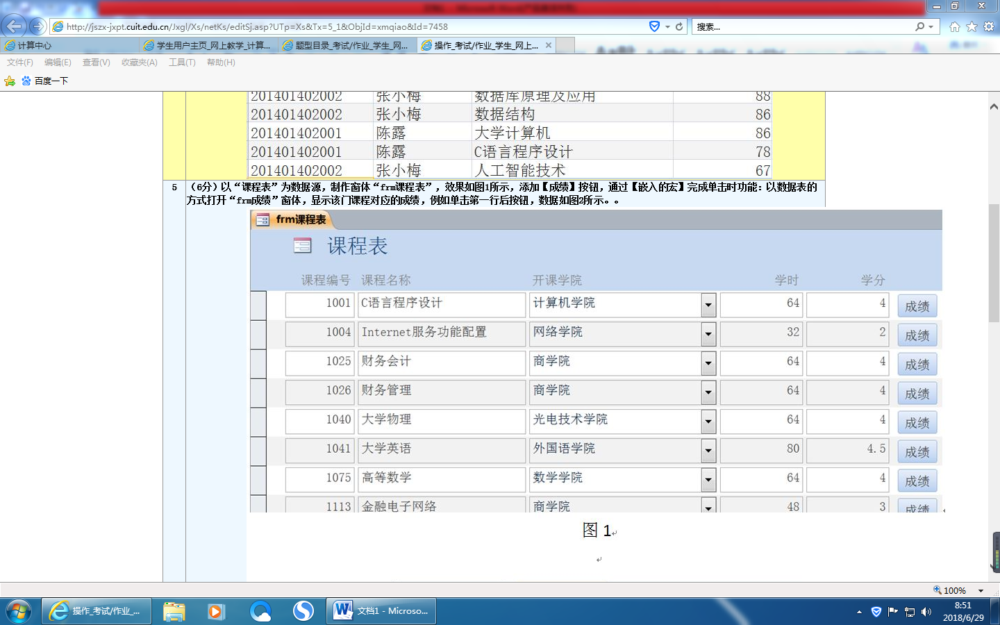 http://jszx-jxpt.cuit.edu.cn/Jxgl/Xs/netKs/editSj.asp?UTp=Xs&Tx=5_1&ObjId=xmqiao&Id=7458
搜索...
计算中心
学生用户主页_网上教学_计算...
题型目录_考试/作业_学生_网...
操作_考试/作业_学生_网上...
文件(F) 编辑(E) 查看(V) 收藏夹(A) 工具(T) 帮助(H)
百度一下
201401402002 张小梅 数据库原理及应用 88
201401402002 张小梅 数据结构 86
201401402001 陈露 大学计算机 86
201401402001 陈露 C语言程序设计 78
201401402002 张小梅 人工智能技术 67
5 （6分）以“课程表”为数据源，制作窗体“frm课程表”，效果如图1所示，添加【成绩】按钮，通过【嵌入的宏】完成单击时功能：以数据表的
方式打开“frm成绩”窗体，显示该门课程对应的成绩，例如单击第一行后按钮，数据如图2所示。。
frm课程表
课程表
课程编号 课程名称 开课学院 学时 学分
1001 C语言程序设计 计算机学院 64 4 成绩
1004 Internet服务功能配置 网络学院 32 2 成绩
1025 财务会计 商学院 64 4 成绩
1026 财务管理 商学院 64 4 成绩
1040 大学物理 光电技术学院 64 4 成绩
1041 大学英语 外国语学院 80 4.5 成绩
1075 高等数学 数学学院 64 4 成绩
1113 金融电子网络 商学院 48 3 成绩
图 1
100%
操作_考试/作业_...
文档1 - Microso...
8:51
2018/6/29